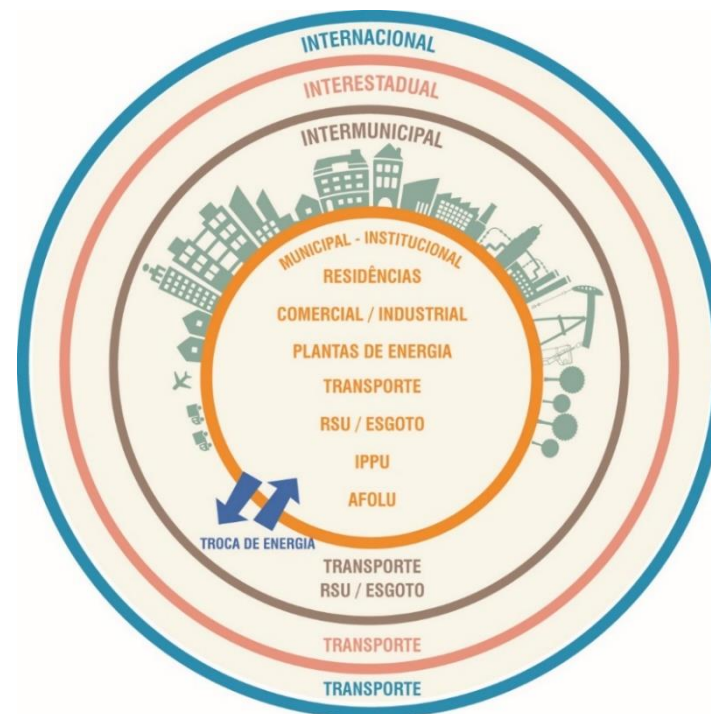 INTERNACIONAL
INTERESTADUAL
INTERMUNICIPAL
MUNICIPAL - INSTITUCIONAL
RESIDÊNCIAS
COMERCIAL / INDUSTRIAL
PLANTAS DE ENERGIA
TRANSPORTE
RSU / ESGOTO
IPPU
AFOLU
TROCA DE ENERGIA
TRANSPORTE
RSU / ESGOTO
TRANSPORTE
TRANSPORTE